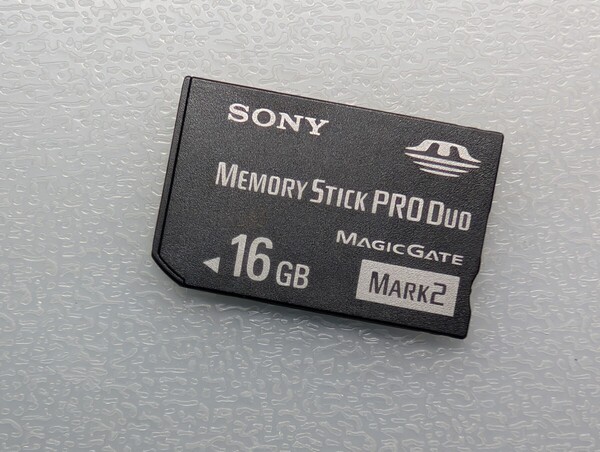 SONY
MEMORY STICK PRO DUO
MAGICGATE
16 GB
MARK2